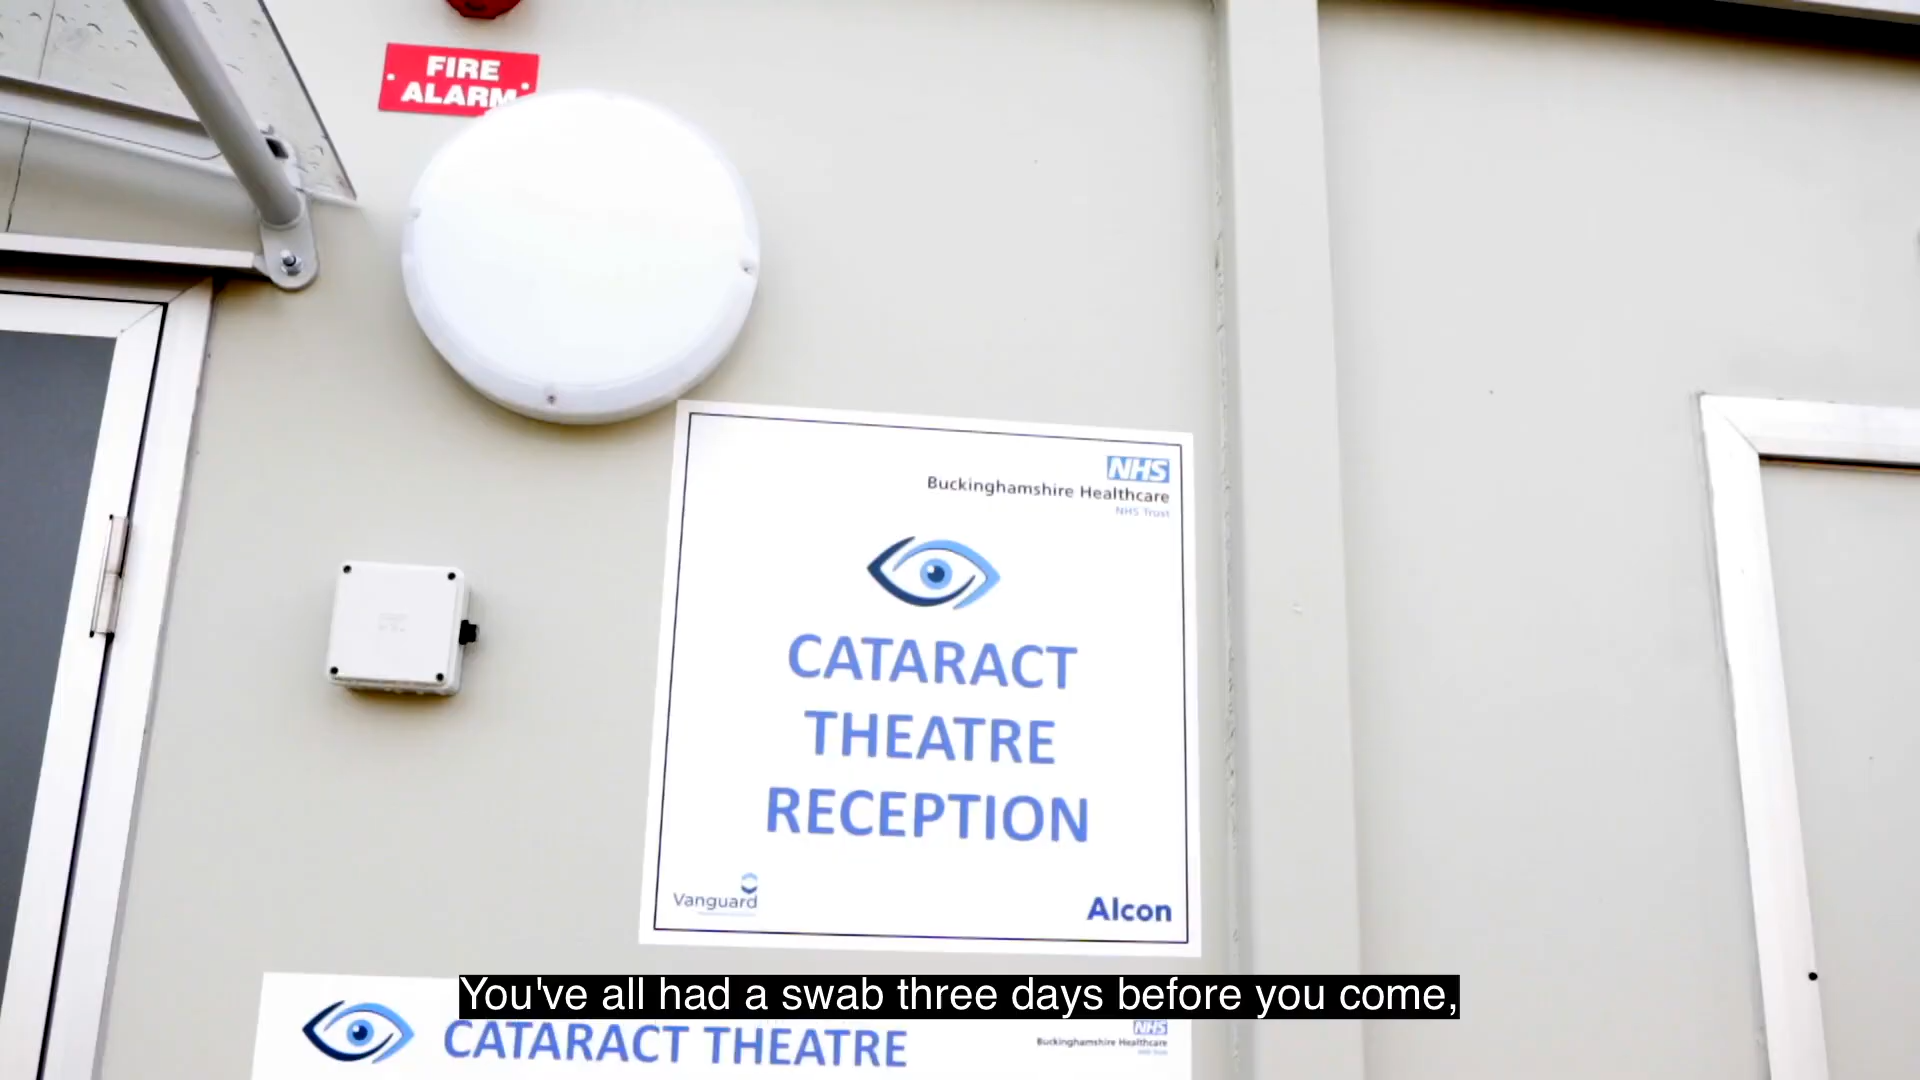 FIRE
ALARM
NHS
Buckinghamshire Healthcare
NHS Trust
CATARACT
THEATRE
RECEPTION
Vanguard
Alcon
You've all had a swab three days before you come,
CATARACT THEATRE
NHS
Buckinghamshire Healthcare